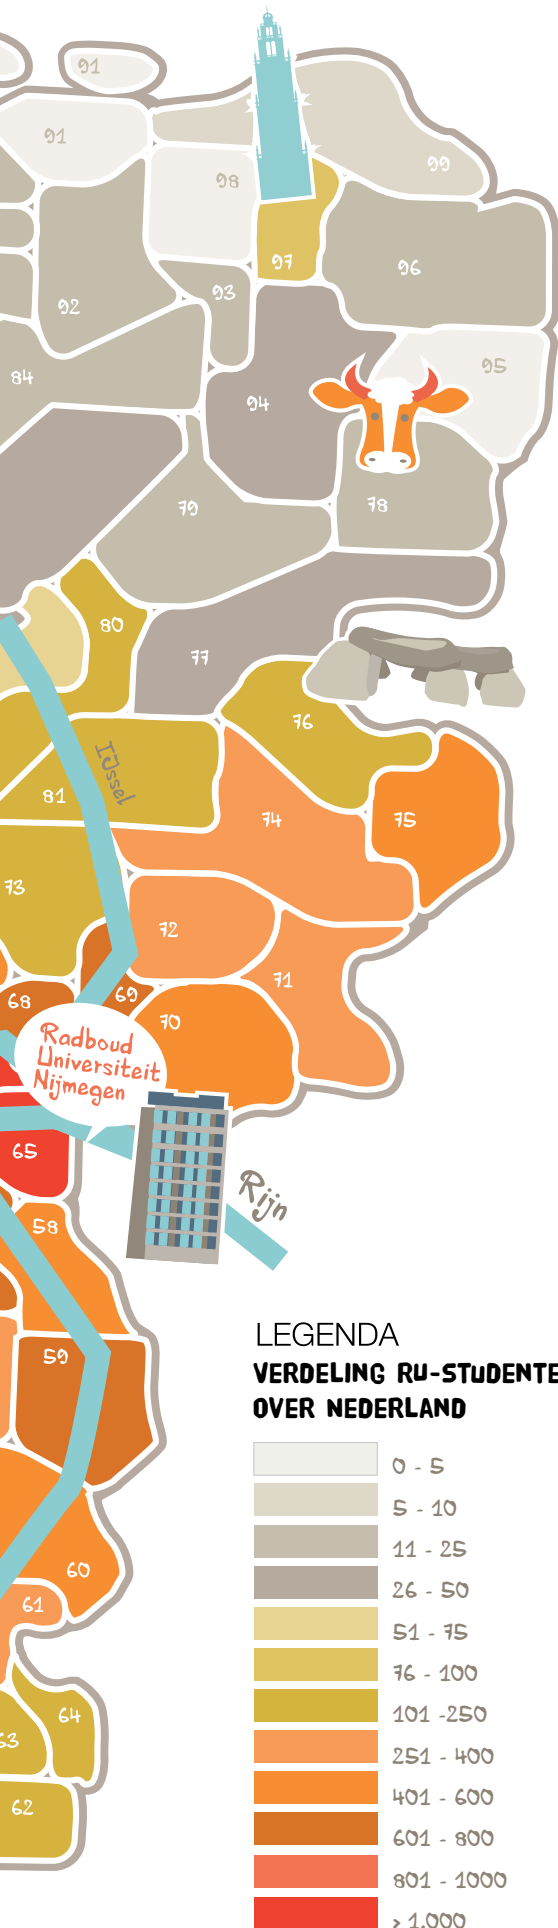 91
91
99
98
97
96
93
92
95
84
94
79
78
80
77
76
IJssel
81
74
75
73
72
71
68
69
70
Radboud
Universiteit
Nijmegen
65
Rijn
58
59
60
61
64
63
62
LEGENDA
VERDELING RU-STUDENTE
OVER NEDERLAND
0 - 5
5 - 10
11 - 25
26 - 50
51 - 75
76 - 100
101 -250
251 - 400
401 - 600
601 - 800
801 - 1000
> 1.000